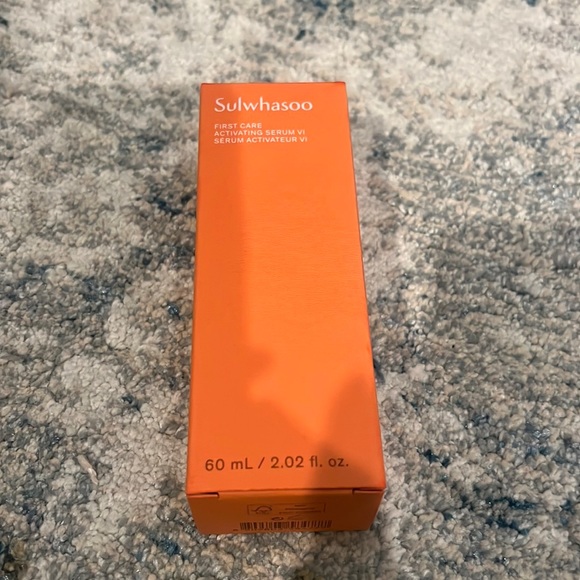 Sulwhasoo
FIRST CARE
ACTIVATING SERUM VI
SÉRUM ACTIVATEUR VI
60 mL / 2.02 fl. oz.